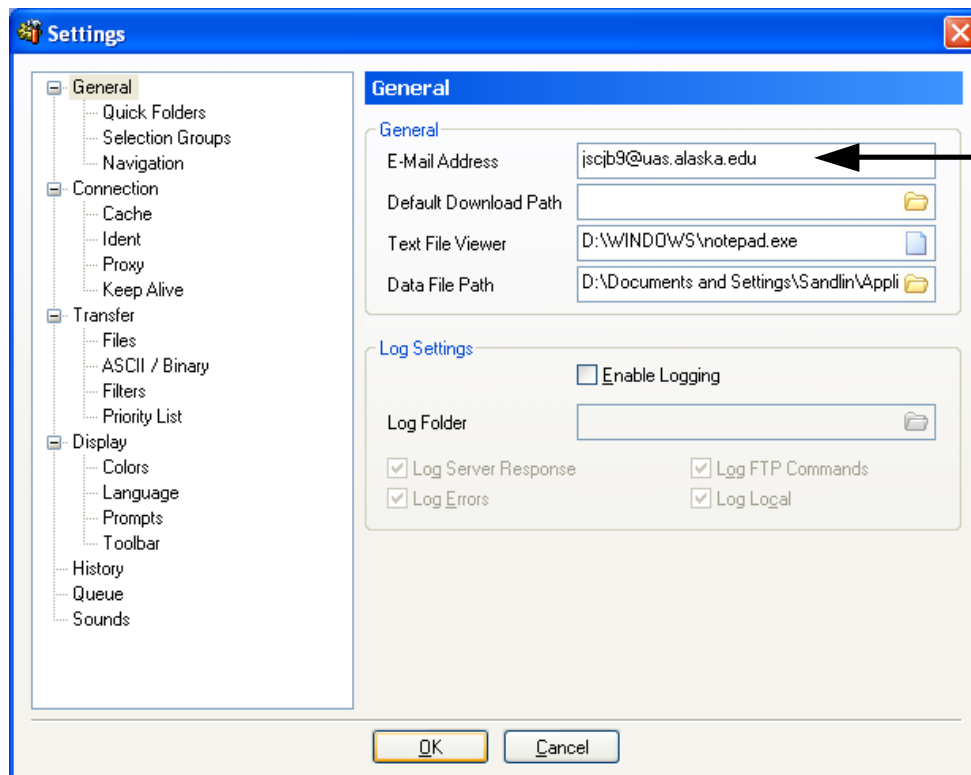 Settings
General
Quick Folders
Selection Groups
Navigation
Connection
Cache
Ident
Proxy
Keep Alive
Transfer
Files
ASCII / Binary
Filters
Priority List
Display
Colors
Language
Prompts
Toolbar
History
Queue
Sounds
General
General
E-Mail Address jscjb9@uas.alaska.edu
Default Download Path
Text File Viewer D:\WINDOWS\notepad.exe
Data File Path D:\Documents and Settings\Sandlin\Appli
Log Settings
Enable Logging
Log Folder
Log Server Response Log FTP Commands
Log Errors Log Local
OK Cancel